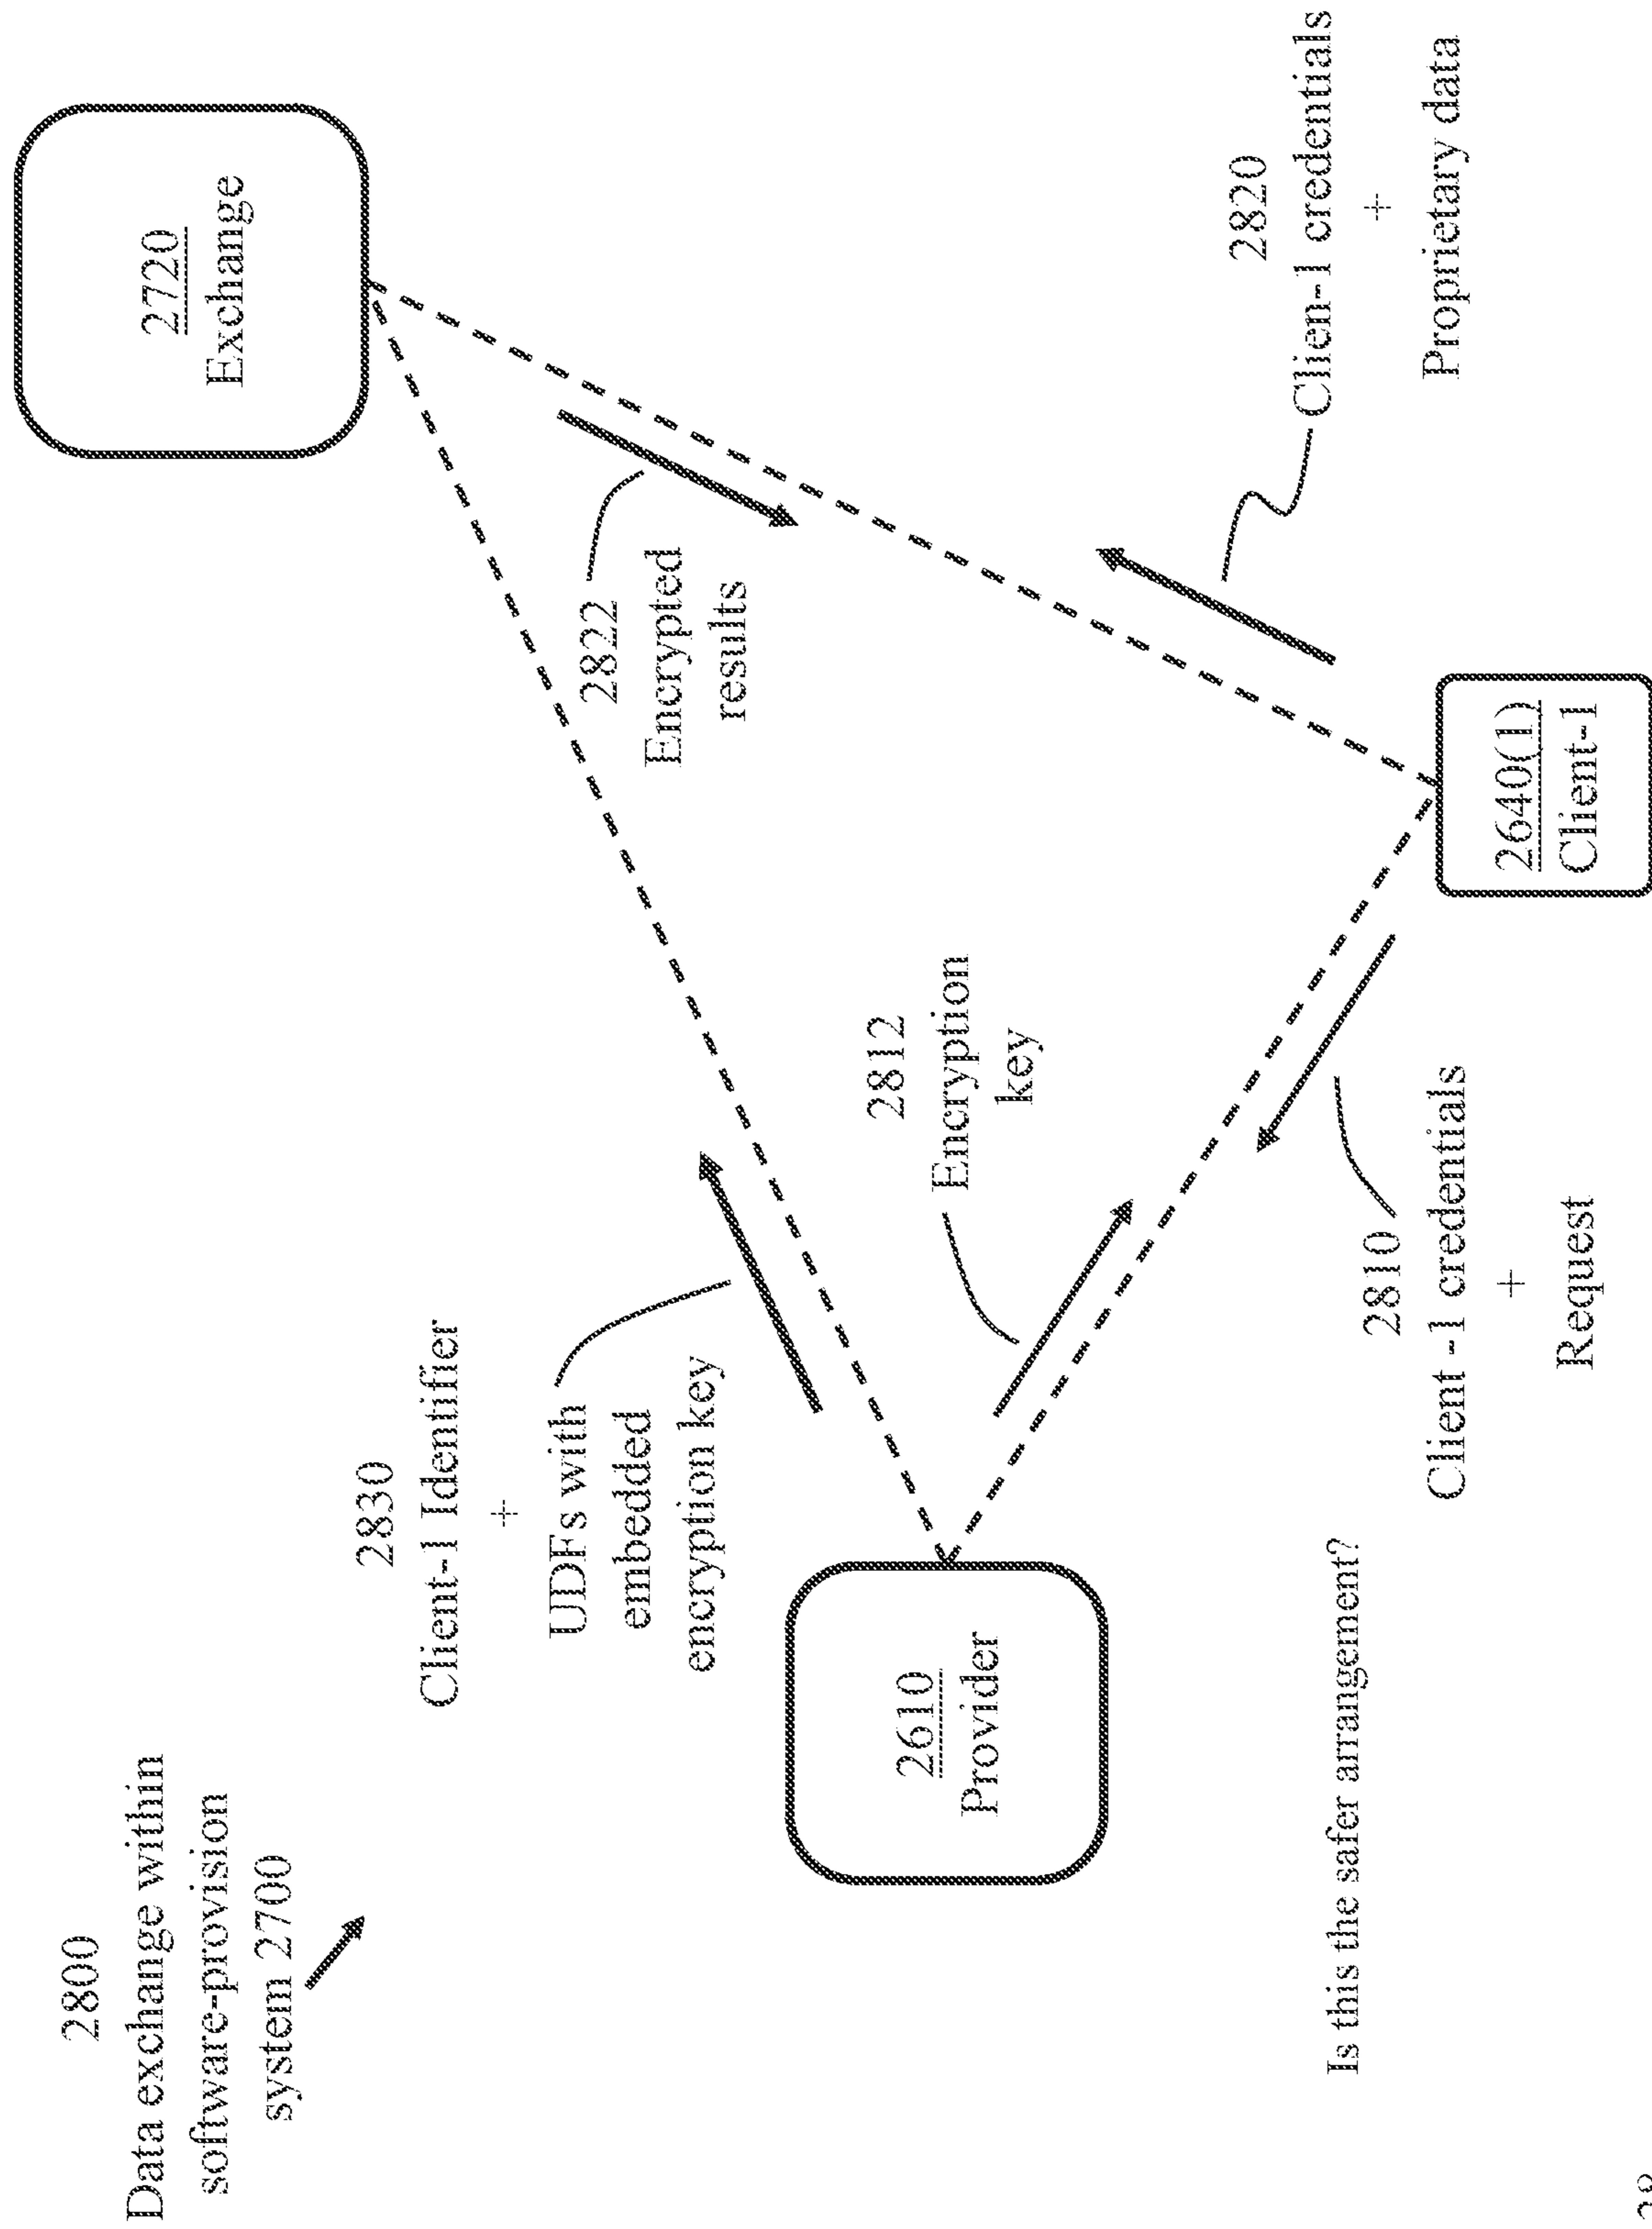 2800
Data exchange within
software-provision
system 2700
2830
Client-1 Identifier
+
UDFs with
embedded
encryption key
2610
Provider
2720
Exchange
2822
Encrypted
results
2812
Encryption
key
2820
Clien-1 credentials
+
Proprietary data
2810
Client -1 credentials
+
Request
2640(1)
Client-1
Is this the safer arrangement?